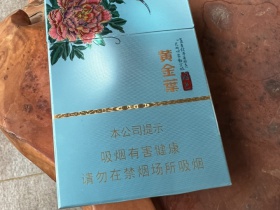 黄金葉
本公司提示
吸烟有害健康
请勿在禁烟场所吸烟